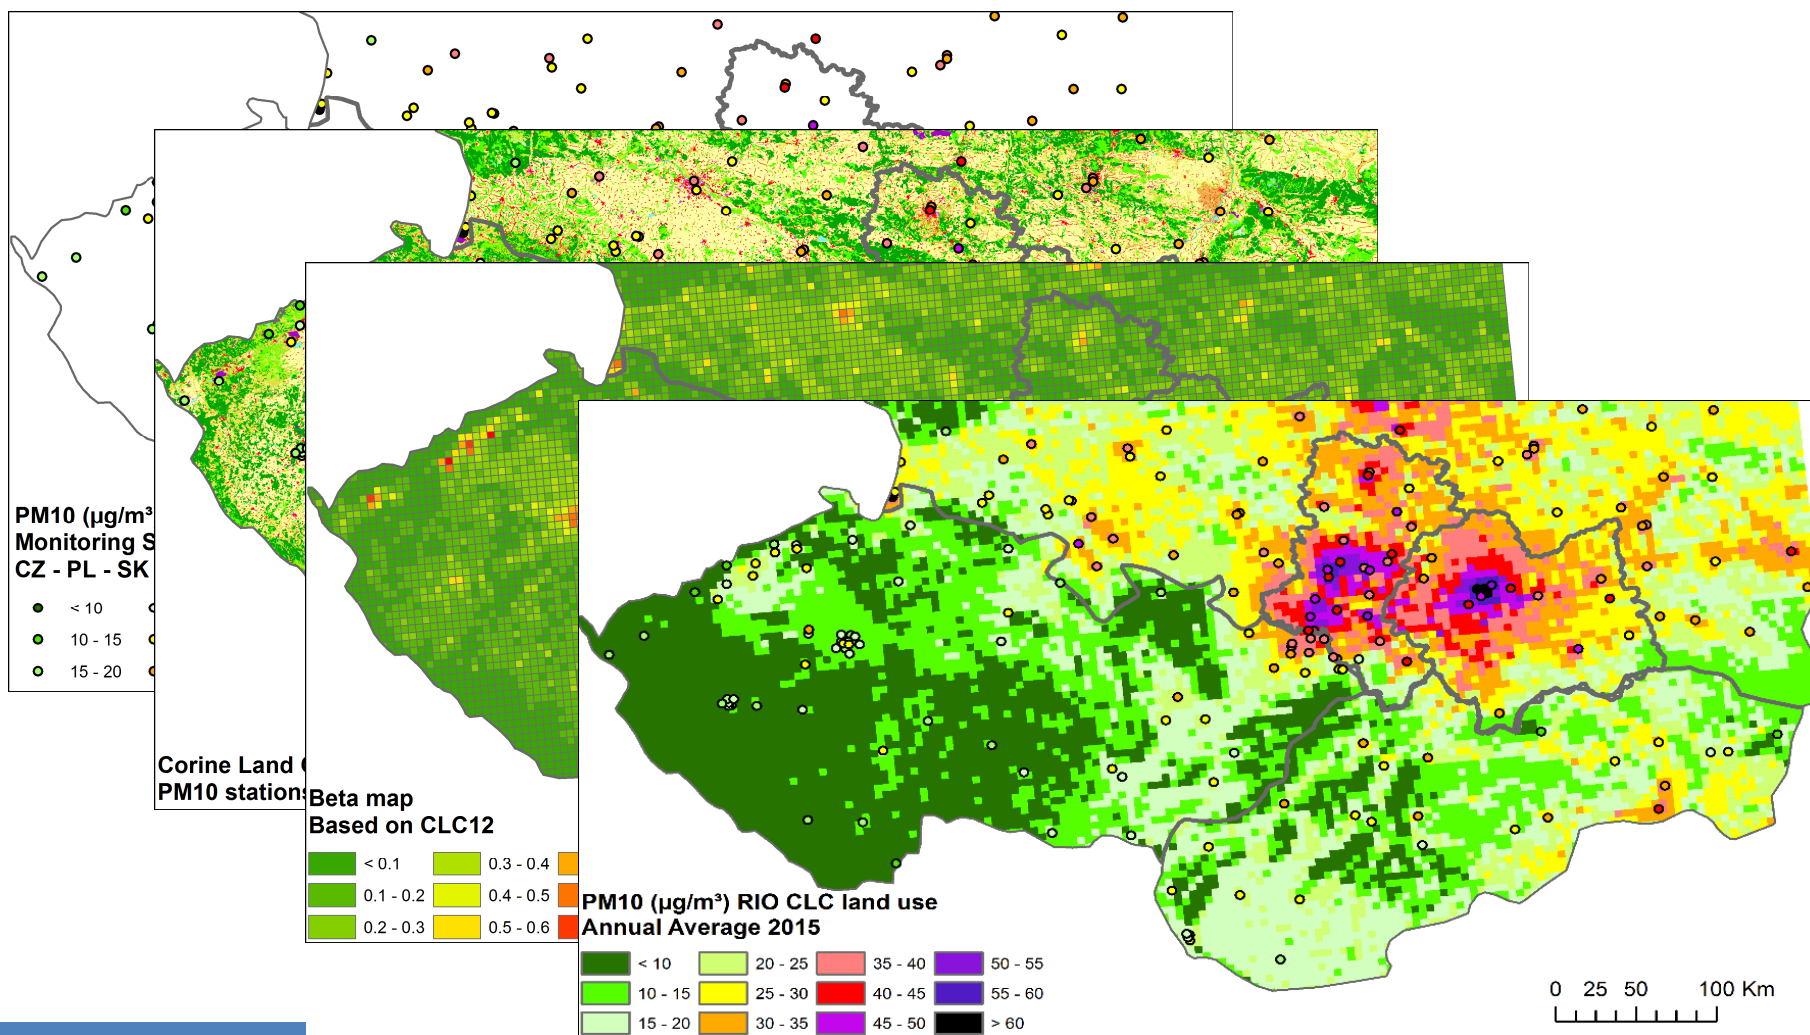 PM10 (µg/m³
Monitoring S
CZ - PL - SK
< 10
10 - 15
15 - 20
Corine Land
PM10 stations
Beta map
Based on CLC12
< 0.1
0.3 - 0.4
0.1 - 0.2
0.4 - 0.5
0.2 - 0.3
0.5 - 0.6
PM10 (µg/m³) RIO CLC land use
Annual Average 2015
< 10
20 - 25
35 - 40
50 - 55
10 - 15
25 - 30
40 - 45
55 - 60
15 - 20
30 - 35
45 - 50
> 60
0 25 50 100 Km